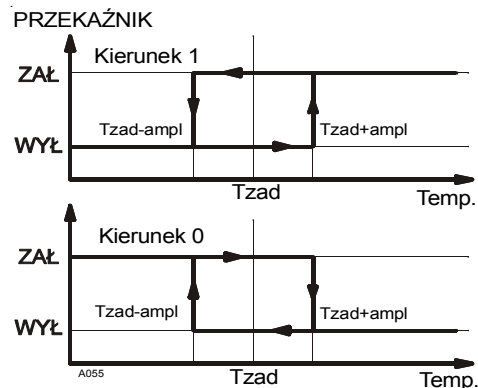 PRZEKAŹNIK
Kierunek 1
ZAŁ
Tzad-ampl
Tzad+ampl
WYŁ
Tzad
Temp.
Kierunek 0
ZAŁ
Tzad-ampl
Tzad+ampl
WYŁ
A055
Tzad
Temp.